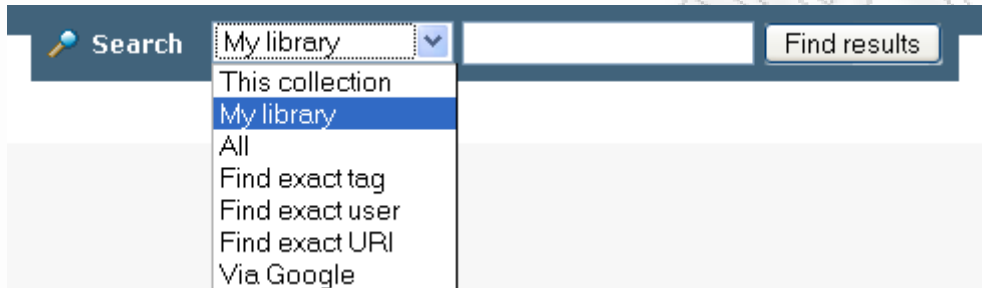 Search My library Find results
This collection
My library
All
Find exact tag
Find exact user
Find exact URI
Via Google